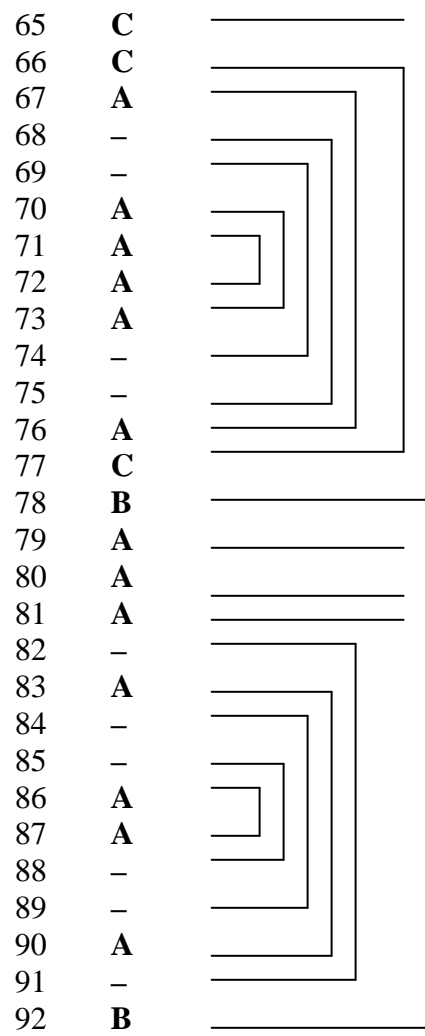 65 C
66 C
67 A
68 –
69 –
70 A
71 A
72 A
73 A
74 –
75 –
76 A
77 C
78 B
79 A
80 A
81 A
82 –
83 A
84 –
85 –
86 A
87 A
88 –
89 –
90 A
91 –
92 B